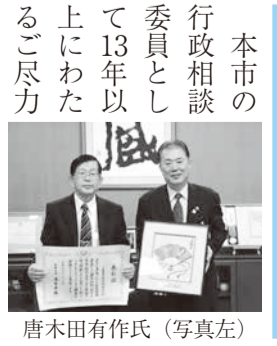 本市の
行政相談
委員とし
て13年以
上にわた
るご尽力
唐木田有作氏（写真左）